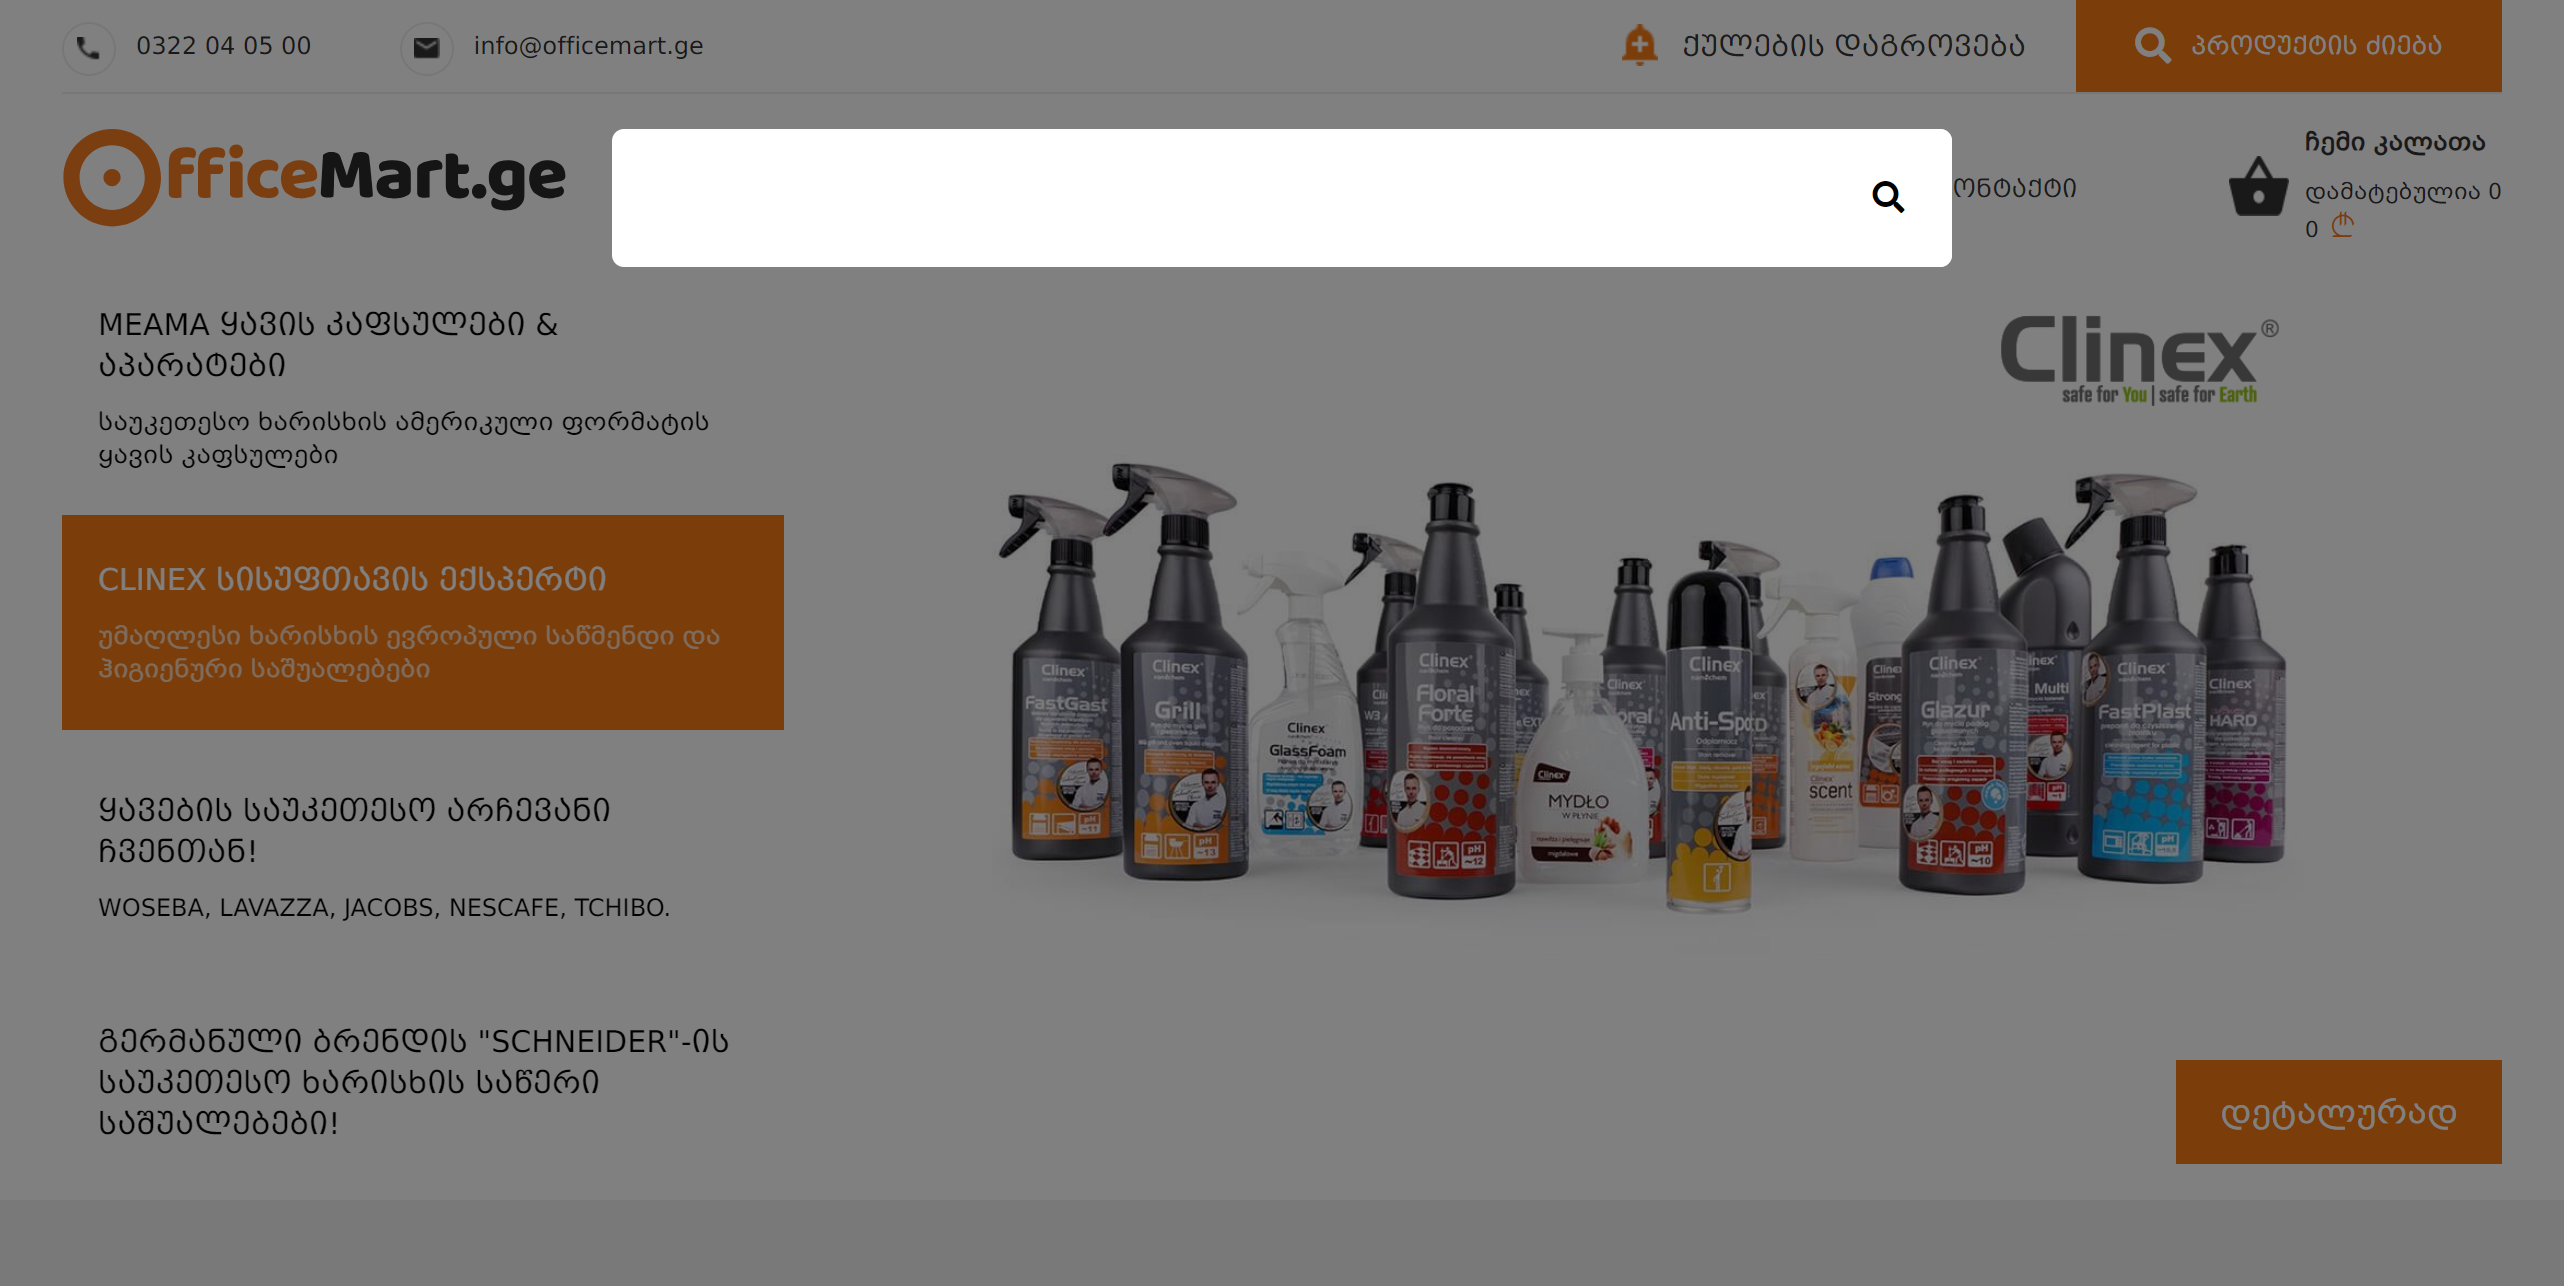 0322 04 05 00
info@officemart.ge
ქულების დაგროვება
პროდუქტის ძიება
OfficeMart.ge
ჩემი კალათა
დამატებულია 0
0 ₾
MEAMA ყავის კაფსულები &
აპარატები
საუკეთესო ხარისხის ამერიკული ფორმატის
ყავის კაფსულები
CLINEX სისუფთავის ექსპერტი
უმაღლესი ხარისხის ევროპული საწმენდი და
ჰიგიენური საშუალებები
ყავების საუკეთესო არჩევანი
ჩვენთან!
WOSEBA, LAVAZZA, JACOBS, NESCAFE, TCHIBO.
გერმანული ბრენდის "SCHNEIDER"-ის
საუკეთესო ხარისხის საწერი
საშუალებები!
Clinex®
safe for You | safe for Earth
Clinex FastGast
Clinex Grill
Clinex GlassFoam
Clinex Floral Forte
Clinex MYDŁO W PŁYNIE
Clinex
Clinex scent
Strong
Clinex Glazur
Multi
Clinex FastPlast
Clinex HARD
დეტალურად